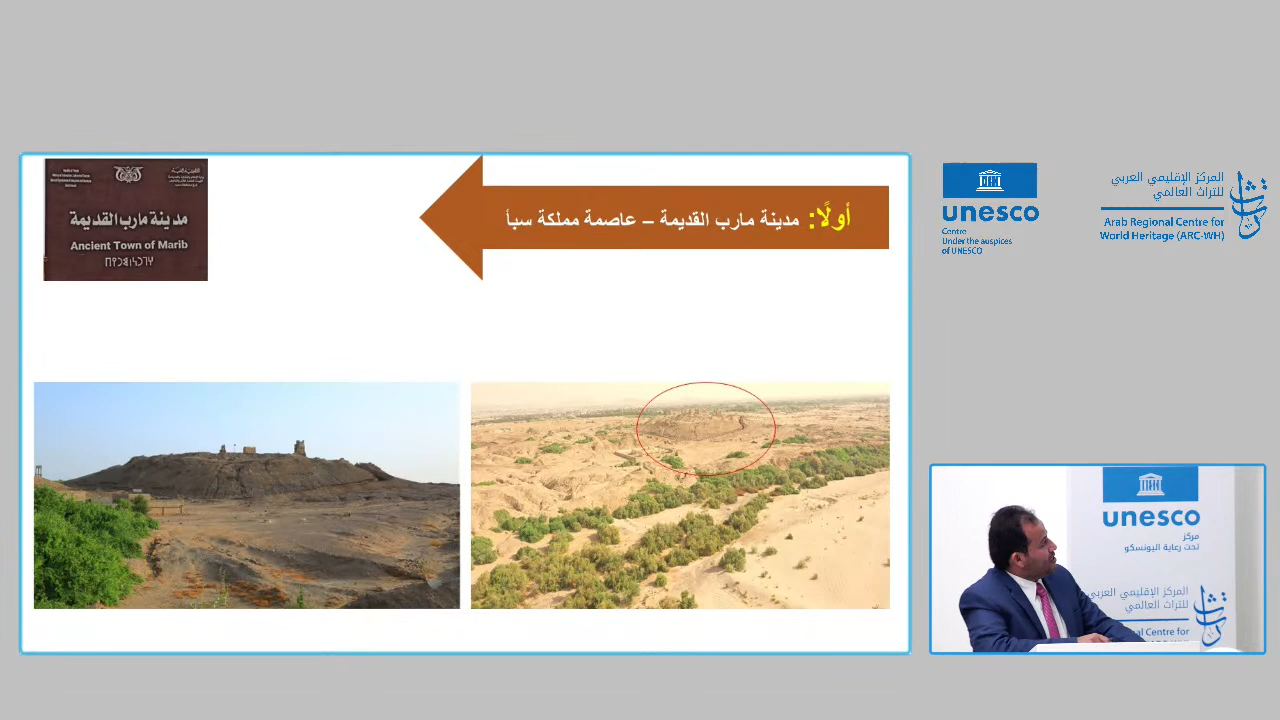 أولًا: مدينة مارب القديمة – عاصمة مملكة سبأ
مدينة مارب القديمة
Ancient Town of Marib
unesco
Centre
Under the auspices
of UNESCO
المركز الإقليمي العربي
للتراث العالمي
Arab Regional Centre for
World Heritage (ARC-WH)
unesco
مركز
تحت رعاية اليونسكو
المركز الإقليمي العربي
للتراث العالمي
Centre for